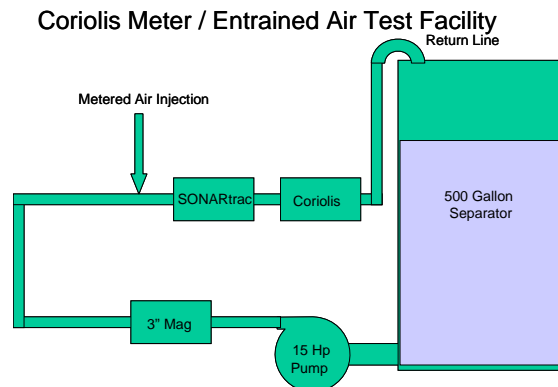 Coriolis Meter / Entrained Air Test Facility
Return Line
Metered Air Injection
SONARtrac
Coriolis
500 Gallon
Separator
3" Mag
15 Hp
Pump